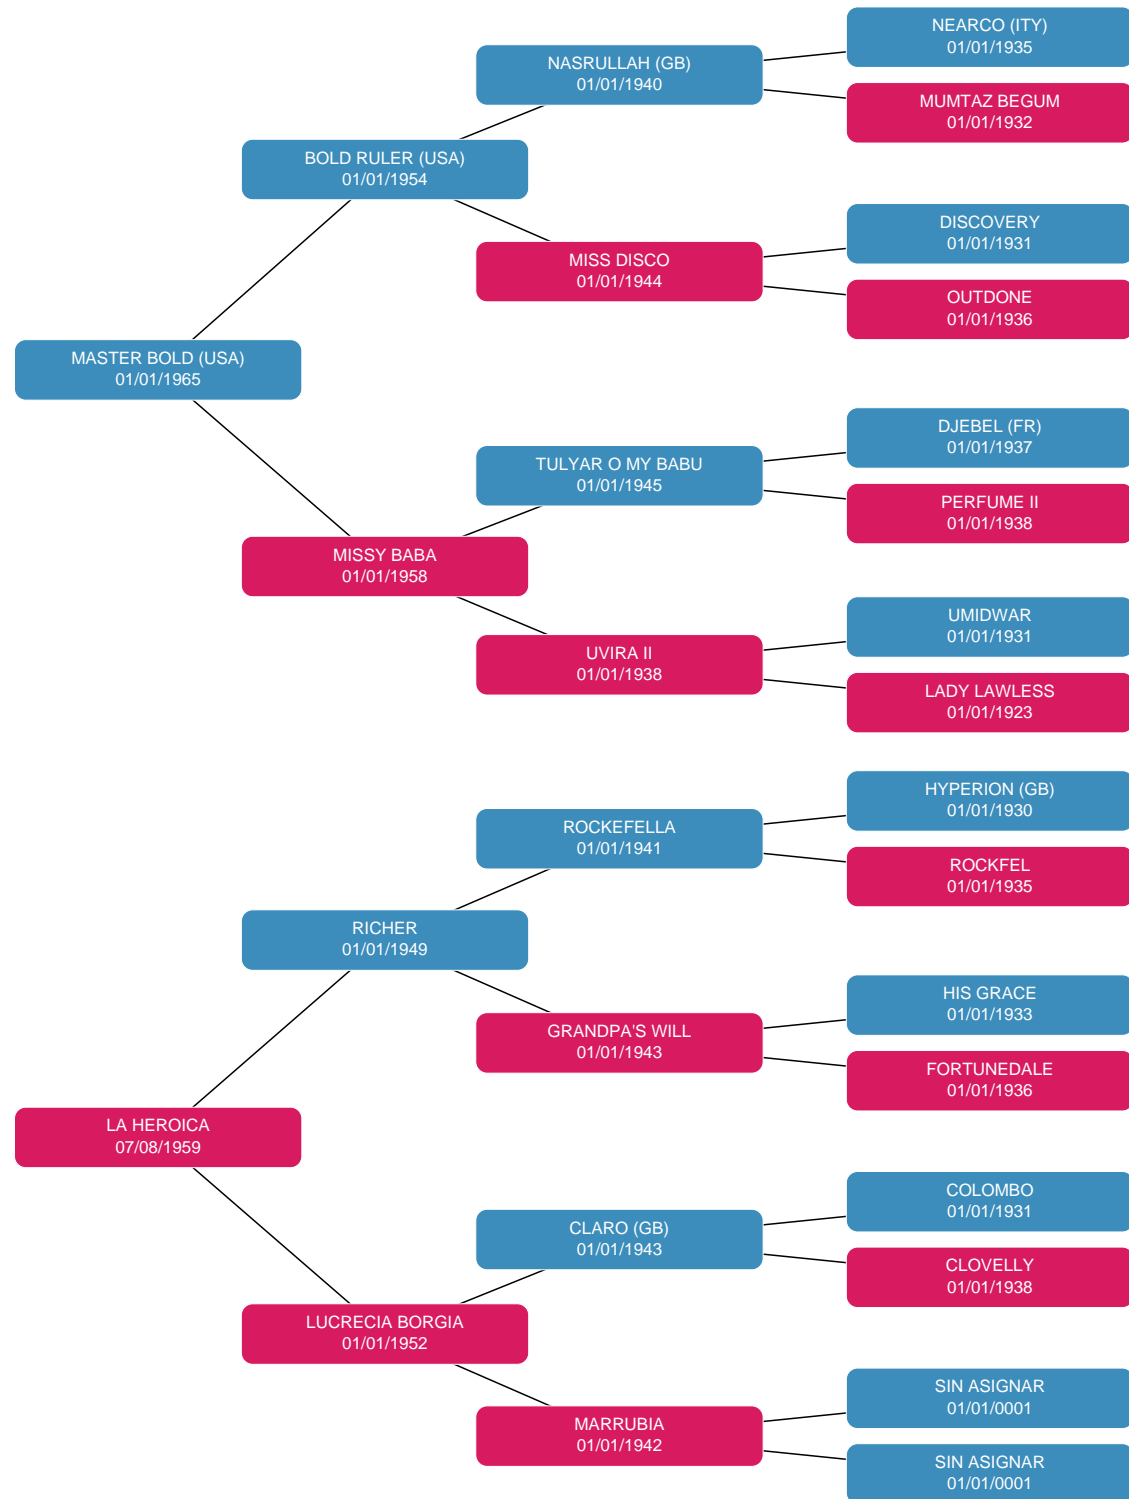 NEARCO (ITY)
01/01/1935
NASRULLAH (GB)
01/01/1940
MUMTAZ BEGUM
01/01/1932
BOLD RULER (USA)
01/01/1954
DISCOVERY
01/01/1931
MISS DISCO
01/01/1944
OUTDONE
01/01/1936
MASTER BOLD (USA)
01/01/1965
DJEBEL (FR)
01/01/1937
TULYAR O MY BABU
01/01/1945
PERFUME II
01/01/1938
MISSY BABA
01/01/1958
UMIDWAR
01/01/1931
UVIRA II
01/01/1938
LADY LAWLESS
01/01/1923
HYPERION (GB)
01/01/1930
ROCKEFELLA
01/01/1941
ROCKFEL
01/01/1935
RICHER
01/01/1949
HIS GRACE
01/01/1933
GRANDPA'S WILL
01/01/1943
FORTUNEDALE
01/01/1936
LA HEROICA
07/08/1959
COLOMBO
01/01/1931
CLARO (GB)
01/01/1943
CLOVELLY
01/01/1938
LUCRECIA BORGIA
01/01/1952
SIN ASIGNAR
01/01/0001
MARRUBIA
01/01/1942
SIN ASIGNAR
01/01/0001